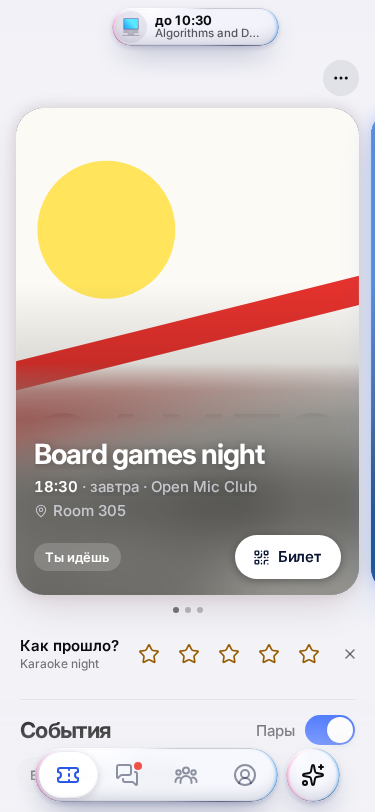 до 10:30
Algorithms and D...
Board games night
18:30 · завтра · Open Mic Club
Room 305
Ты идёшь
Билет
Как прошло?
Karaoke night
События
Пары